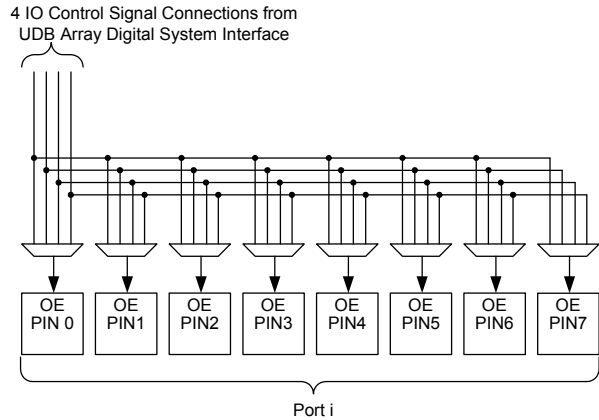 4 IO Control Signal Connections from
UDB Array Digital System Interface
OE
PIN 0
OE
PIN1
OE
PIN2
OE
PIN3
OE
PIN4
OE
PIN5
OE
PIN6
OE
PIN7
Port i